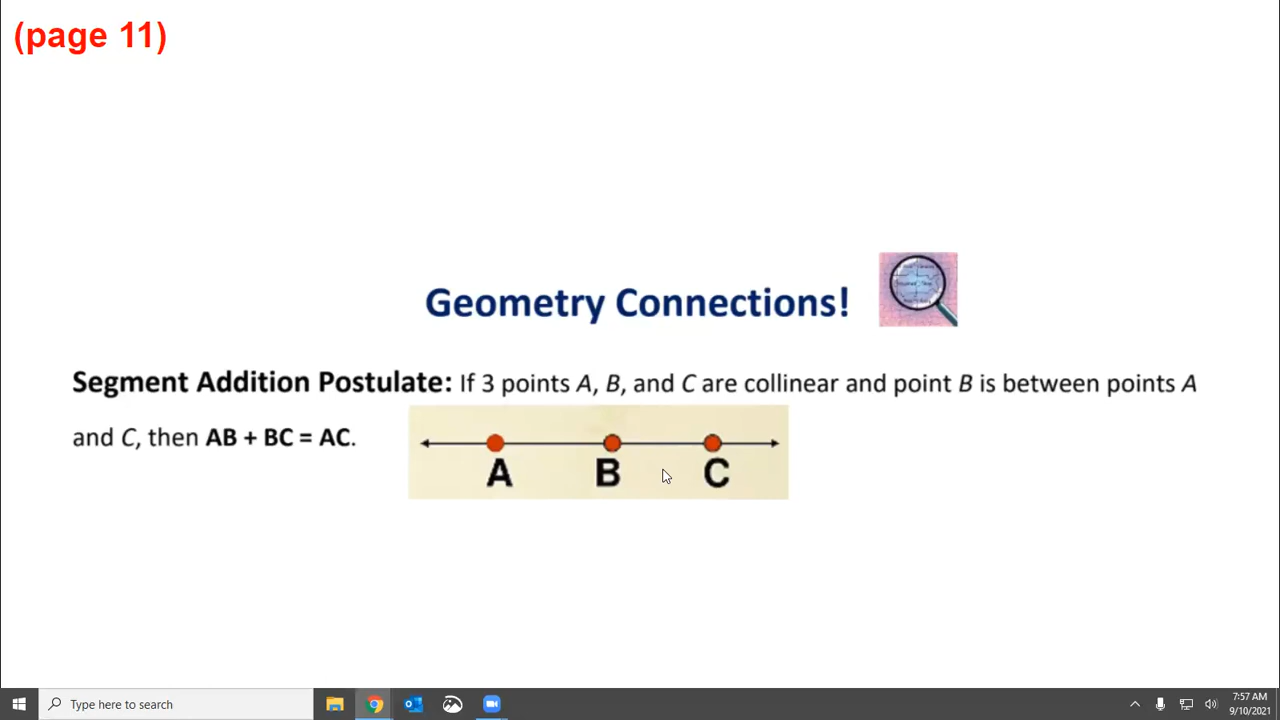 (page 11)
Geometry Connections!
Segment Addition Postulate: If 3 points A, B, and C are collinear and point B is between points A
and C, then AB + BC = AC.
A B C
Type here to search
7:57 AM
9/10/2021